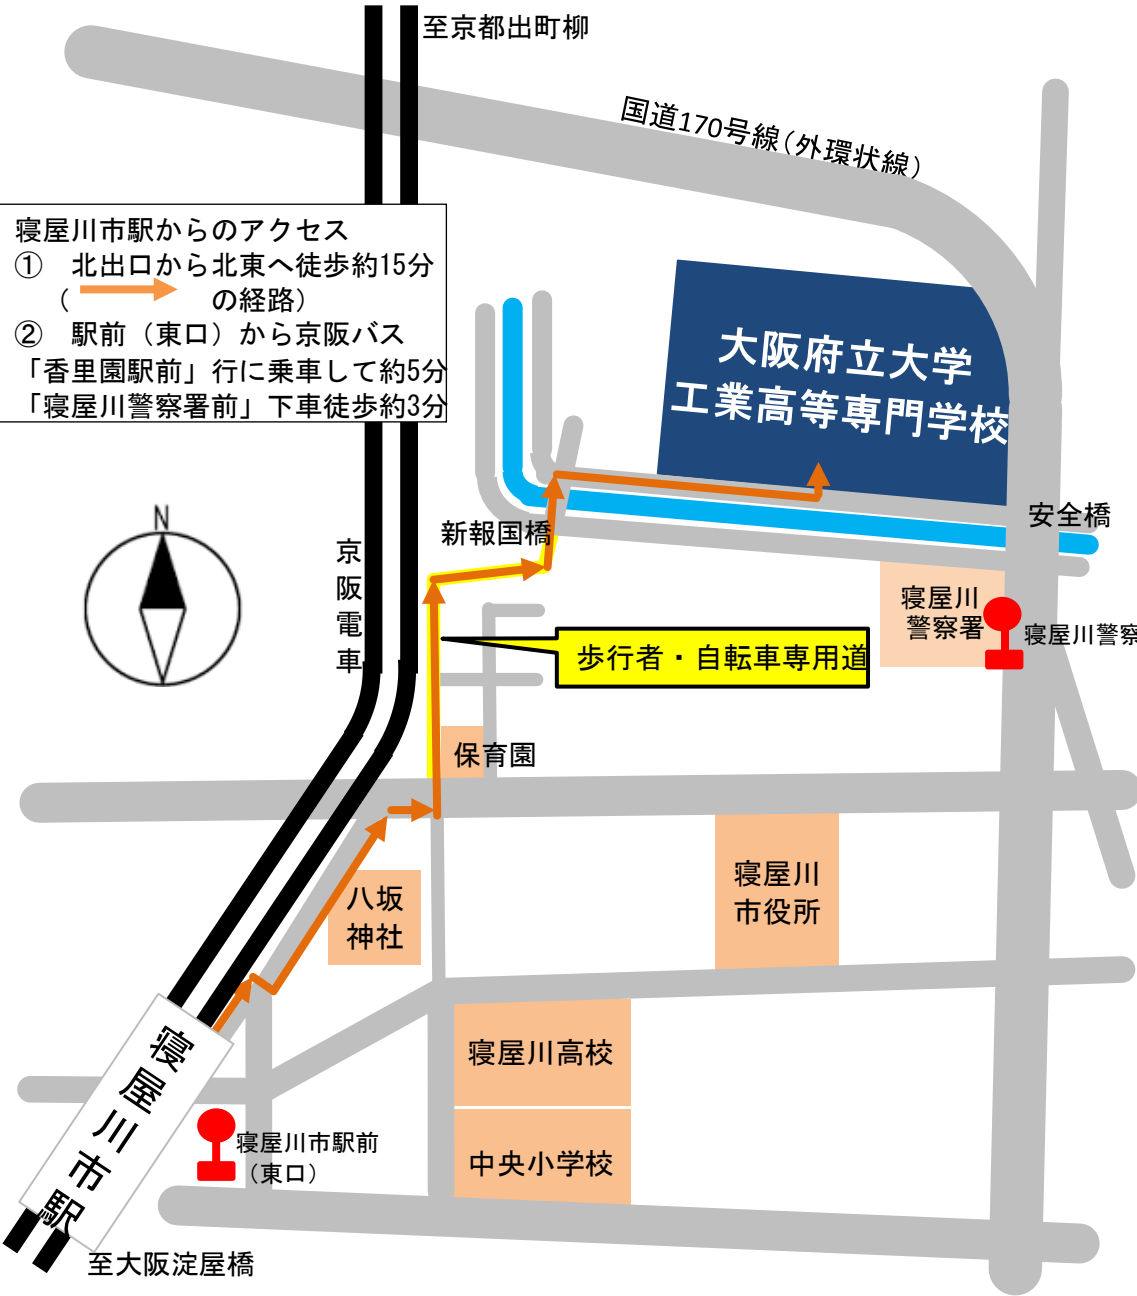 至京都出町柳
国道170号線(外環状線)
寝屋川市駅からのアクセス
① 北出口から北東へ徒歩約15分
( の経路)
② 駅前(東口)から京阪バス
「香里園駅前」行に乗車して約5分
「寝屋川警察署前」下車徒歩約3分
大阪府立大学
工業高等専門学校
N
京阪電車
新報国橋
安全橋
寝屋川
警察署
寝屋川警察
歩行者・自転車専用道
保育園
八坂
神社
寝屋川
市役所
寝屋川高校
中央小学校
寝屋川市駅
寝屋川市駅前
(東口)
至大阪淀屋橋